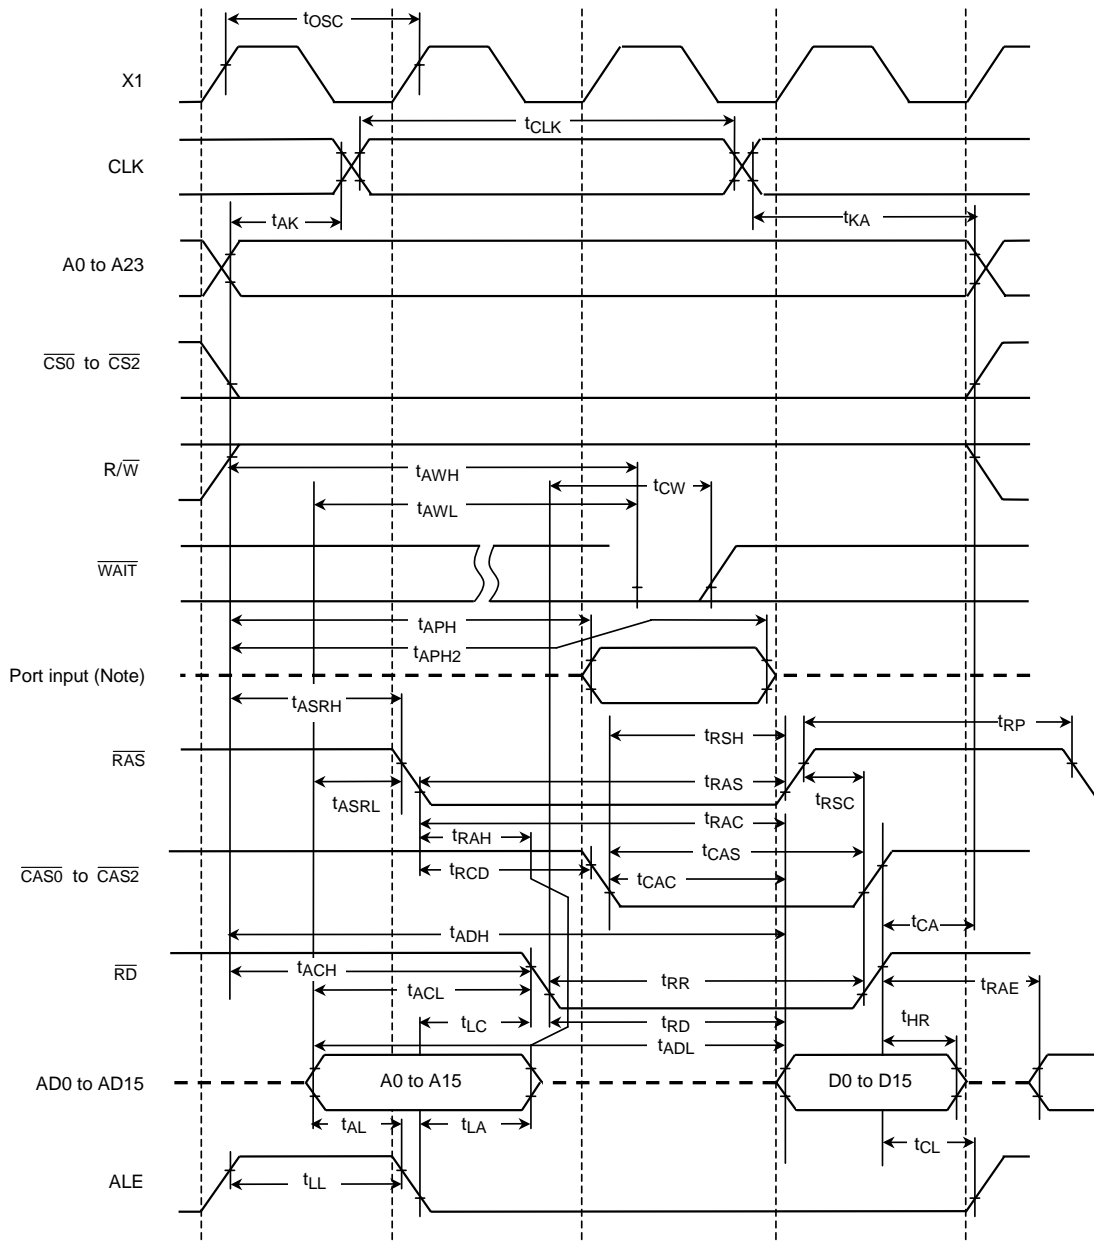 tOSC
X1
tCLK
CLK
tAK
tKA
A0 to A23
CS0 to CS2
R/W
tAWH
tCW
tAWL
WAIT
tAPH
tAPH2
Port input (Note)
tASRH
tRSH
tRP
RAS
tRAS
tASRL
tRSC
tRAC
tRAH
tCAS
CAS0 to CAS2
tRCD
tCAC
tCA
tADH
RD
tACH
tRR
tRAE
tACL
tHR
tLC
tRD
tADL
AD0 to AD15
A0 to A15
D0 to D15
tAL
tLA
tCL
ALE
tLL